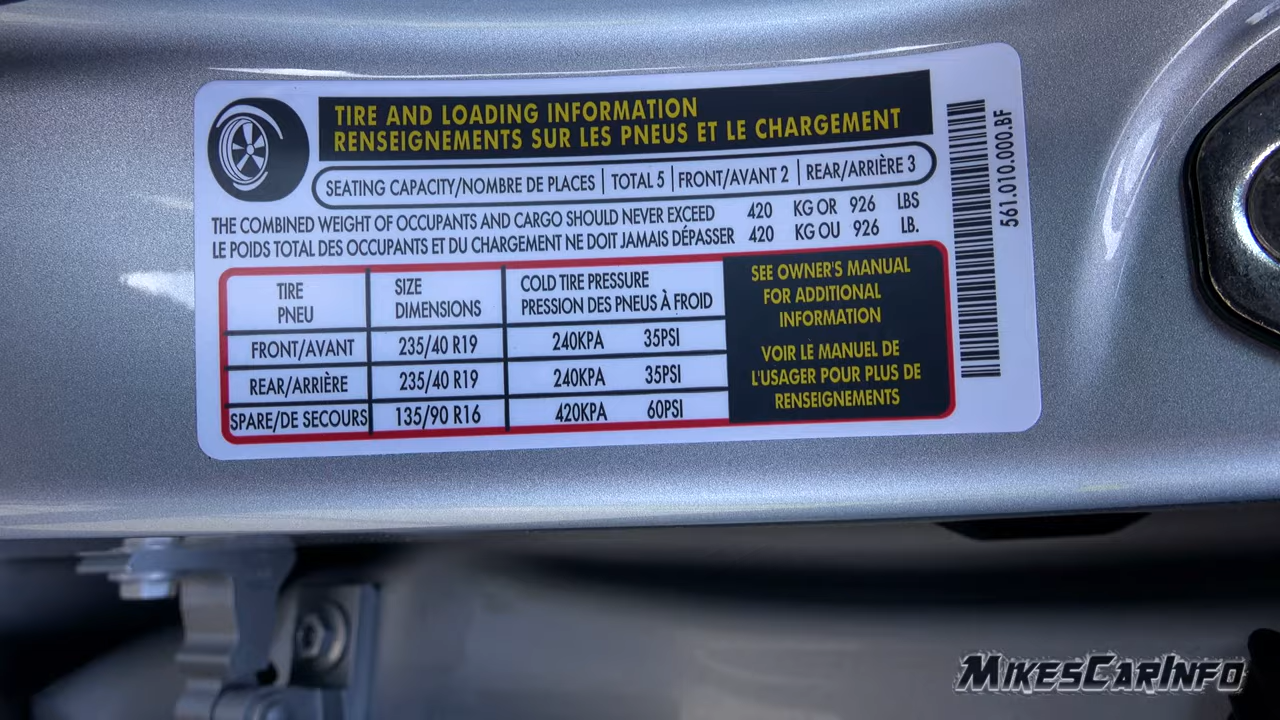 TIRE AND LOADING INFORMATION
RENSEIGNEMENTS SUR LES PNEUS ET LE CHARGEMENT
SEATING CAPACITY/NOMBRE DE PLACES | TOTAL 5 | FRONT/AVANT 2 | REAR/ARRIÈRE 3
THE COMBINED WEIGHT OF OCCUPANTS AND CARGO SHOULD NEVER EXCEED 420 KG OR 926 LBS
LE POIDS TOTAL DES OCCUPANTS ET DU CHARGEMENT NE DOIT JAMAIS DÉPASSER 420 KG OU 926 LB.
TIRE
PNEU
SIZE
DIMENSIONS
COLD TIRE PRESSURE
PRESSION DES PNEUS À FROID
FRONT/AVANT 235/40 R19 240KPA 35PSI
REAR/ARRIÈRE 235/40 R19 240KPA 35PSI
SPARE/DE SECOURS 135/90 R16 420KPA 60PSI
SEE OWNER'S MANUAL
FOR ADDITIONAL
INFORMATION
VOIR LE MANUEL DE
L'USAGER POUR PLUS DE
RENSEIGNEMENTS
561.010.000.BF
MIKESCARINFO